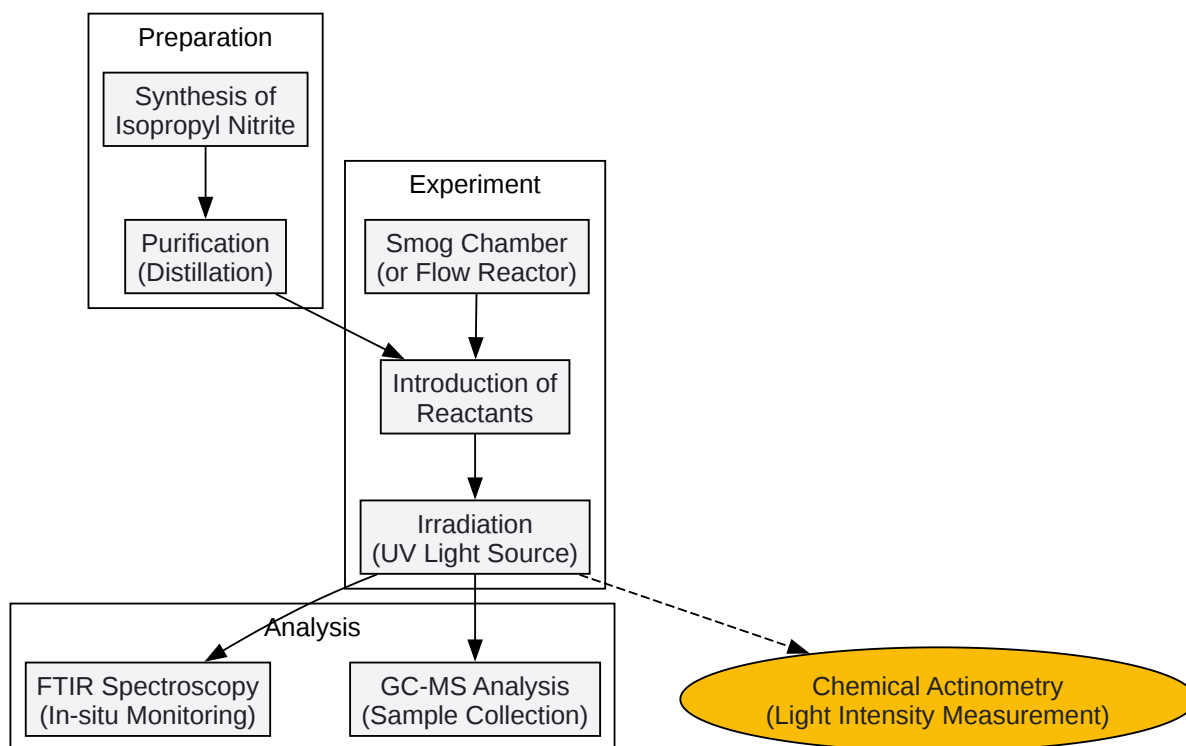 Preparation
Synthesis of
Isopropyl Nitrite
Purification
(Distillation)
Experiment
Smog Chamber
(or Flow Reactor)
Introduction of
Reactants
Irradiation
(UV Light Source)
Analysis
FTIR Spectroscopy
(In-situ Monitoring)
GC-MS Analysis
(Sample Collection)
Chemical Actinometry
(Light Intensity Measurement)